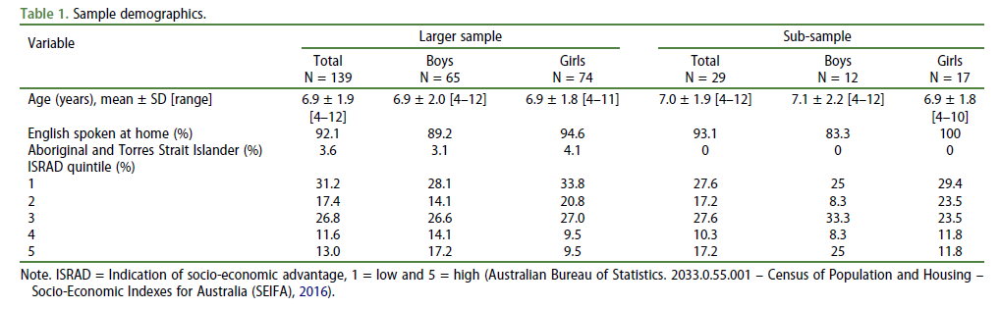 Table 1. Sample demographics.
Variable Larger sample Sub-sample
Total Boys Girls Total Boys Girls
N = 139 N = 65 N = 74 N = 29 N = 12 N = 17
Age (years), mean ± SD [range] 6.9 ± 1.9 6.9 ± 2.0 [4–12] 6.9 ± 1.8 [4–11] 7.0 ± 1.9 [4–12] 7.1 ± 2.2 [4–12] 6.9 ± 1.8
[4–12] [4–10]
English spoken at home (%) 92.1 89.2 94.6 93.1 83.3 100
Aboriginal and Torres Strait Islander (%) 3.6 3.1 4.1 0 0 0
ISRAD quintile (%)
1 31.2 28.1 33.8 27.6 25 29.4
2 17.4 14.1 20.8 17.2 8.3 23.5
3 26.8 26.6 27.0 27.6 33.3 23.5
4 11.6 14.1 9.5 10.3 8.3 11.8
5 13.0 17.2 9.5 17.2 25 11.8
Note. ISRAD = Indication of socio-economic advantage, 1 = low and 5 = high (Australian Bureau of Statistics. 2033.0.55.001 – Census of Population and Housing –
Socio-Economic Indexes for Australia (SEIFA), 2016).